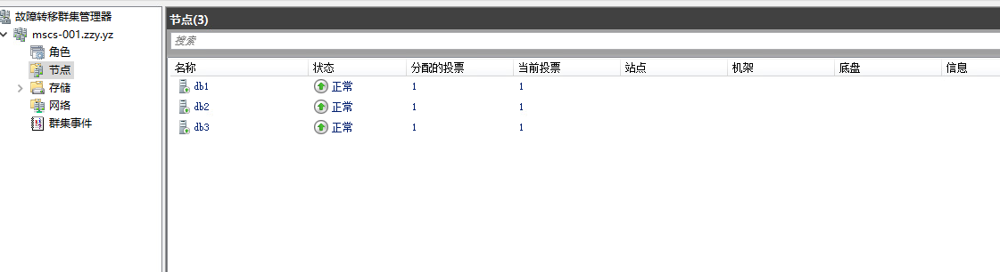 故障转移群集管理器
mscs-001.zzy.yz
角色
节点
存储
网络
群集事件
节点(3)
搜索
名称 状态 分配的投票 当前投票 站点 机架 底盘 信息
db1 正常 1 1
db2 正常 1 1
db3 正常 1 1